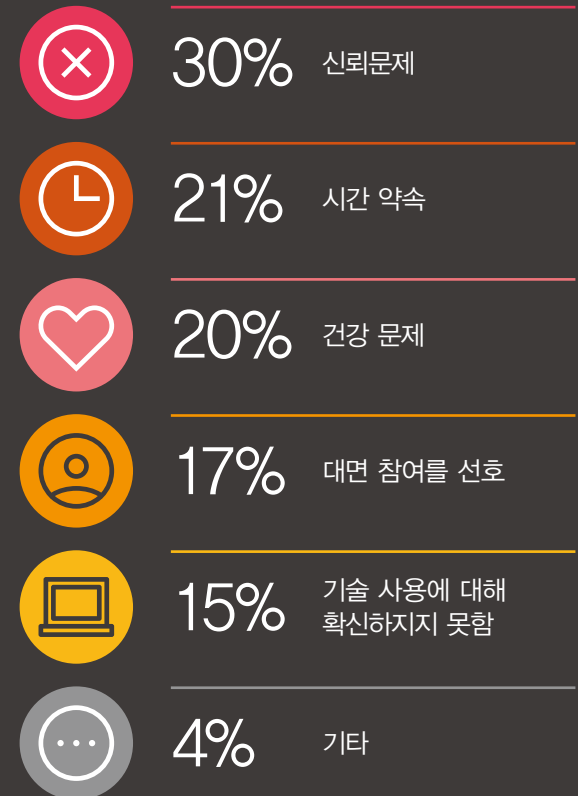 30% 신뢰문제
21% 시간 약속
20% 건강 문제
17% 대면 참여를 선호
15% 기술 사용에 대해
확신하지지 못함
4% 기타